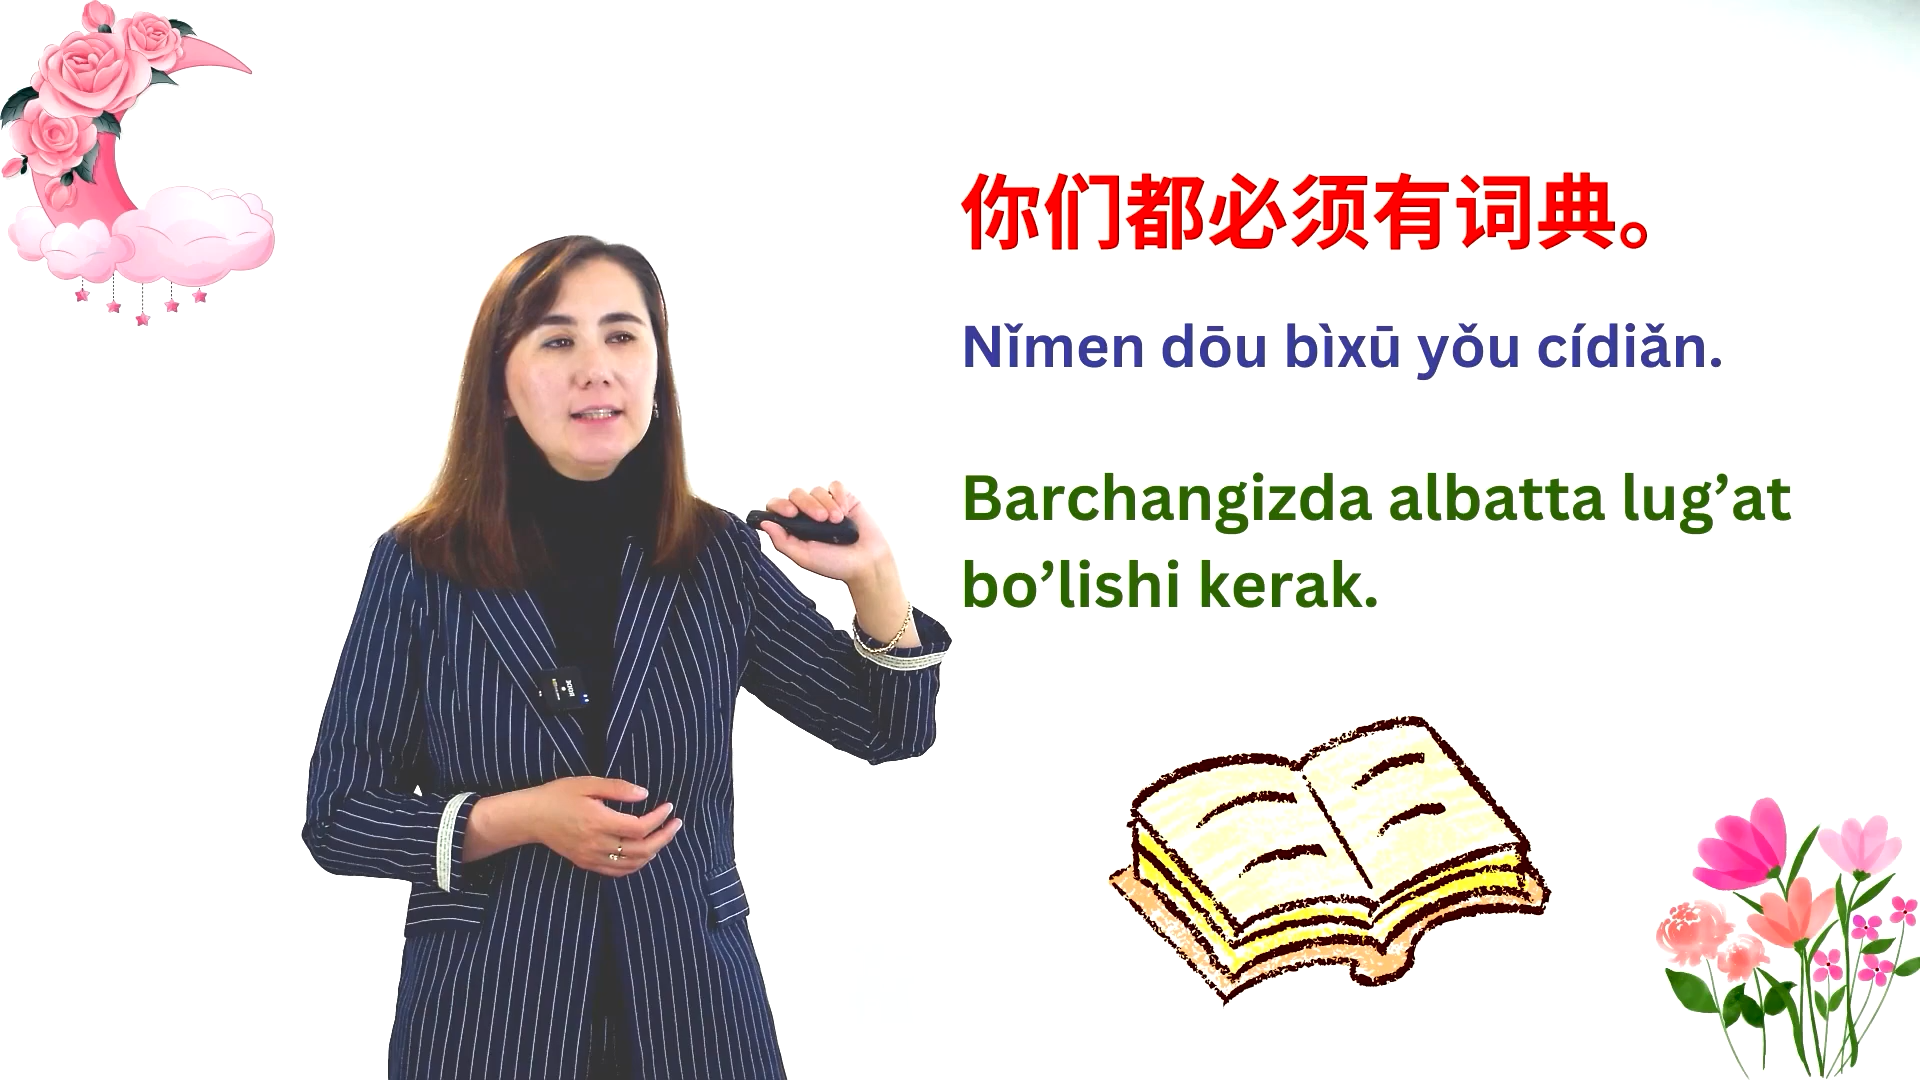 你们都必须有词典。
Nǐmen dōu bìxū yǒu cídiǎn.
Barchangizda albatta lug’at
bo’lishi kerak.
RODE